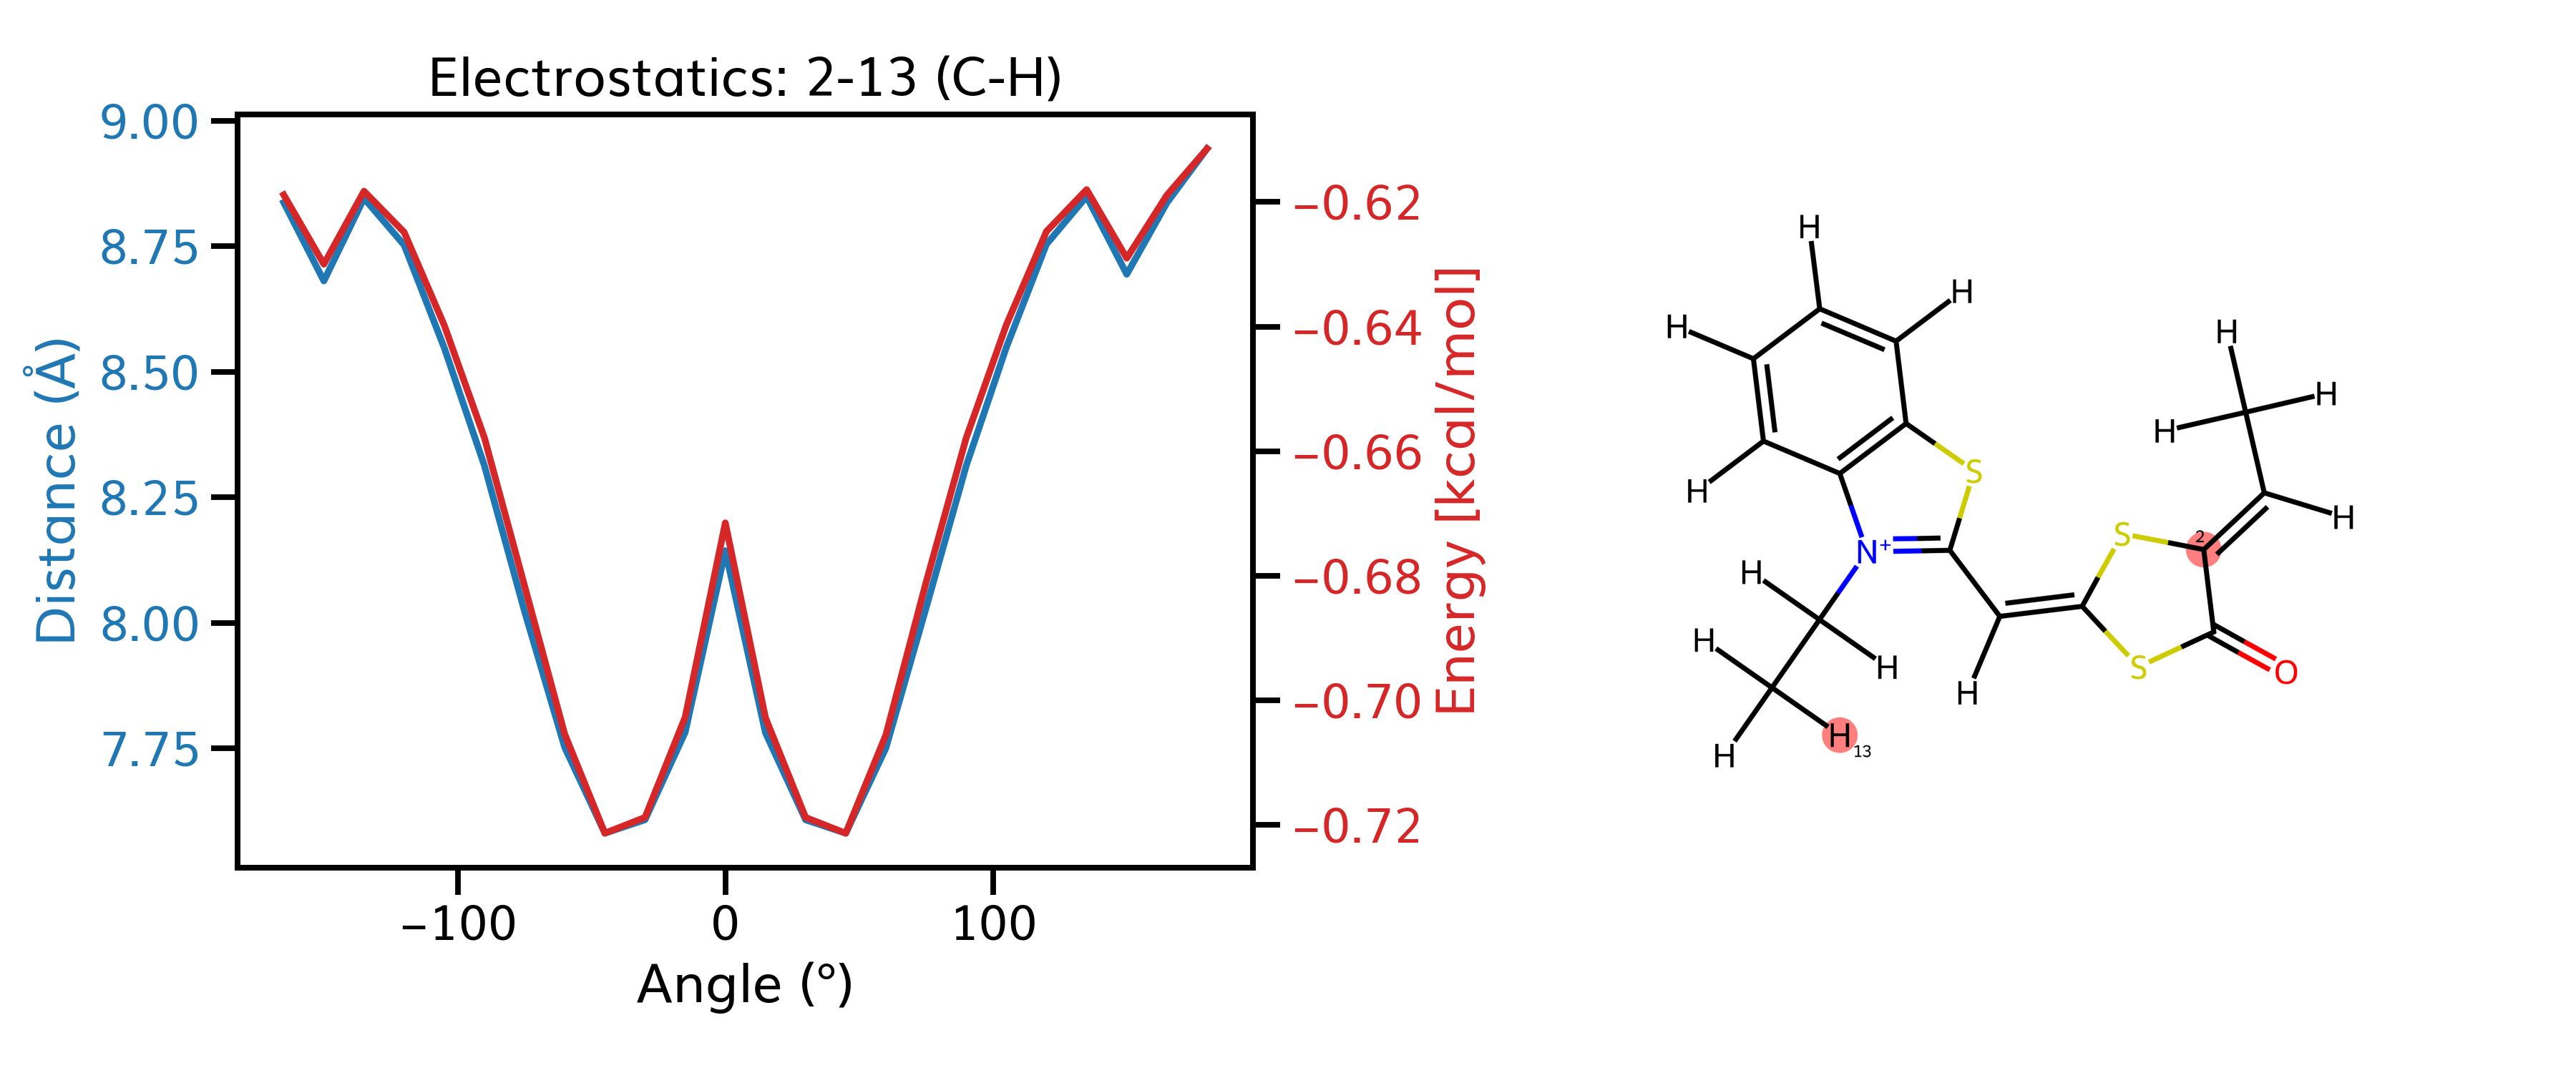 Electrostatics: 2-13 (C-H)
9.00
8.75
8.50
8.25
8.00
7.75
Distance (Å)
−0.62
−0.64
−0.66
−0.68
−0.70
−0.72
Energy [kcal/mol]
−100
0
100
Angle (°)
H
H
H
H
H
H
H
S
S
2
H
N+
H
H
H
S
O
H
H
13
H